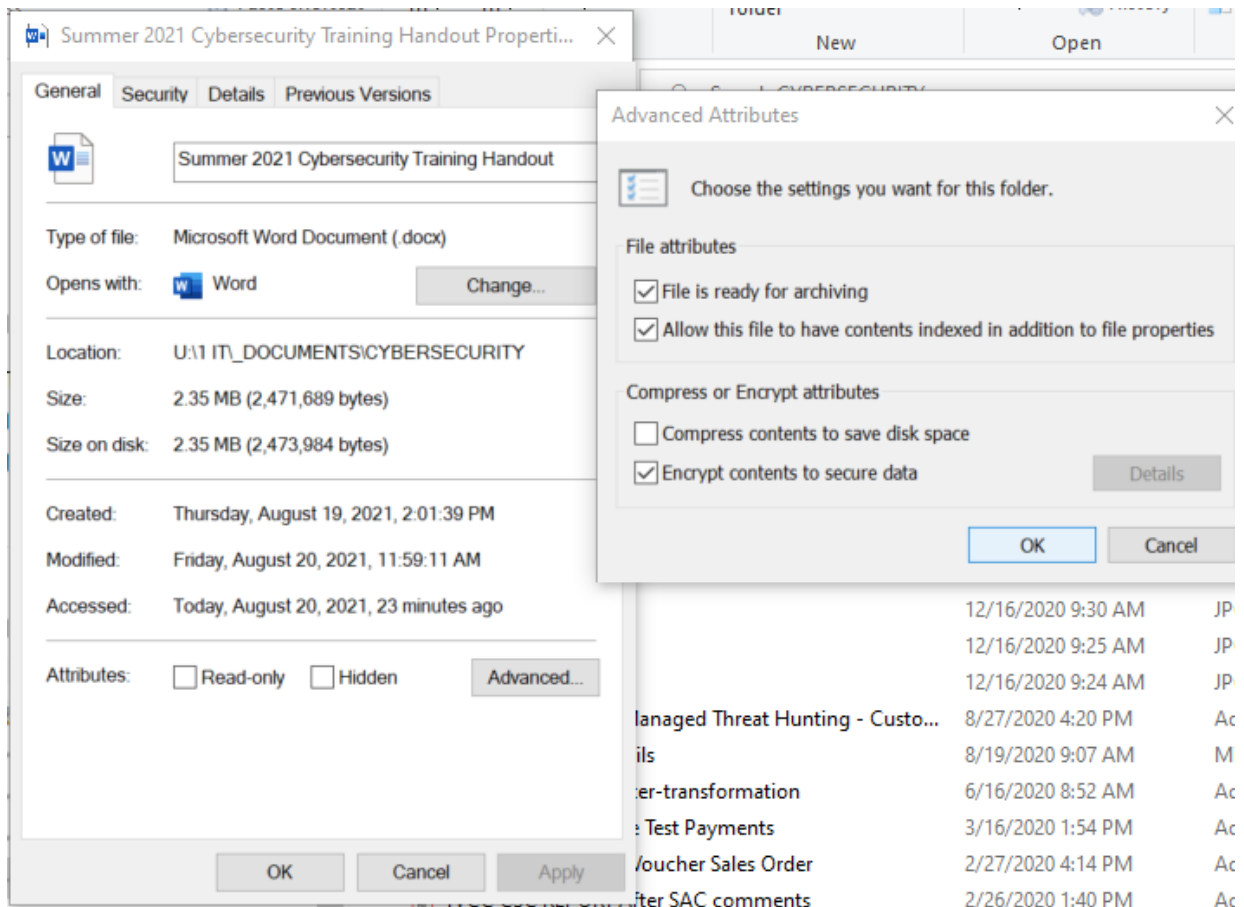 Summer 2021 Cybersecurity Training Handout Properti...
General Security Details Previous Versions
Summer 2021 Cybersecurity Training Handout
Type of file: Microsoft Word Document (.docx)
Opens with: Word Change...
Location: U:\1 IT\_DOCUMENTS\CYBERSECURITY
Size: 2.35 MB (2,471,689 bytes)
Size on disk: 2.35 MB (2,473,984 bytes)
Created: Thursday, August 19, 2021, 2:01:39 PM
Modified: Friday, August 20, 2021, 11:59:11 AM
Accessed: Today, August 20, 2021, 23 minutes ago
Attributes: Read-only Hidden Advanced...
OK Cancel Apply
New Open
Advanced Attributes
Choose the settings you want for this folder.
File attributes
File is ready for archiving
Allow this file to have contents indexed in addition to file properties
Compress or Encrypt attributes
Compress contents to save disk space
Encrypt contents to secure data Details
OK Cancel
12/16/2020 9:30 AM
12/16/2020 9:25 AM
12/16/2020 9:24 AM
Threat Hunting - Custo... 8/27/2020 4:20 PM
8/19/2020 9:07 AM
er-transformation 6/16/2020 8:52 AM
Test Payments 3/16/2020 1:54 PM
Voucher Sales Order 2/27/2020 4:14 PM
SAC comments 2/26/2020 1:40 PM